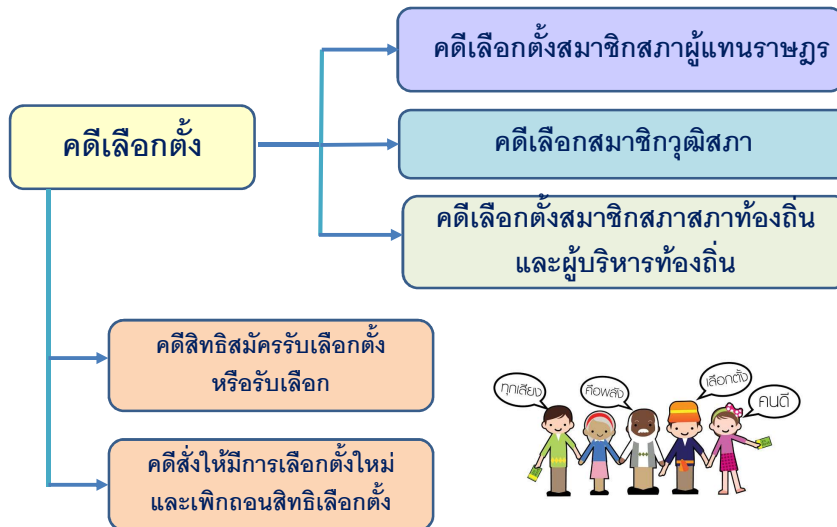 คดีเลือกตั้งสมาชิกสภาผู้แทนราษฎร
คดีเลือกตั้ง
คดีเลือกสมาชิกวุฒิสภา
คดีเลือกตั้งสมาชิกสภาสภาท้องถิ่น
และผู้บริหารท้องถิ่น
คดีสิทธิสมัครรับเลือกตั้ง
หรือรับเลือก
คดีสั่งให้มีการเลือกตั้งใหม่
และเพิกถอนสิทธิเลือกตั้ง
ทุกเสียง
คือพลัง
เลือกตั้ง
คนดี